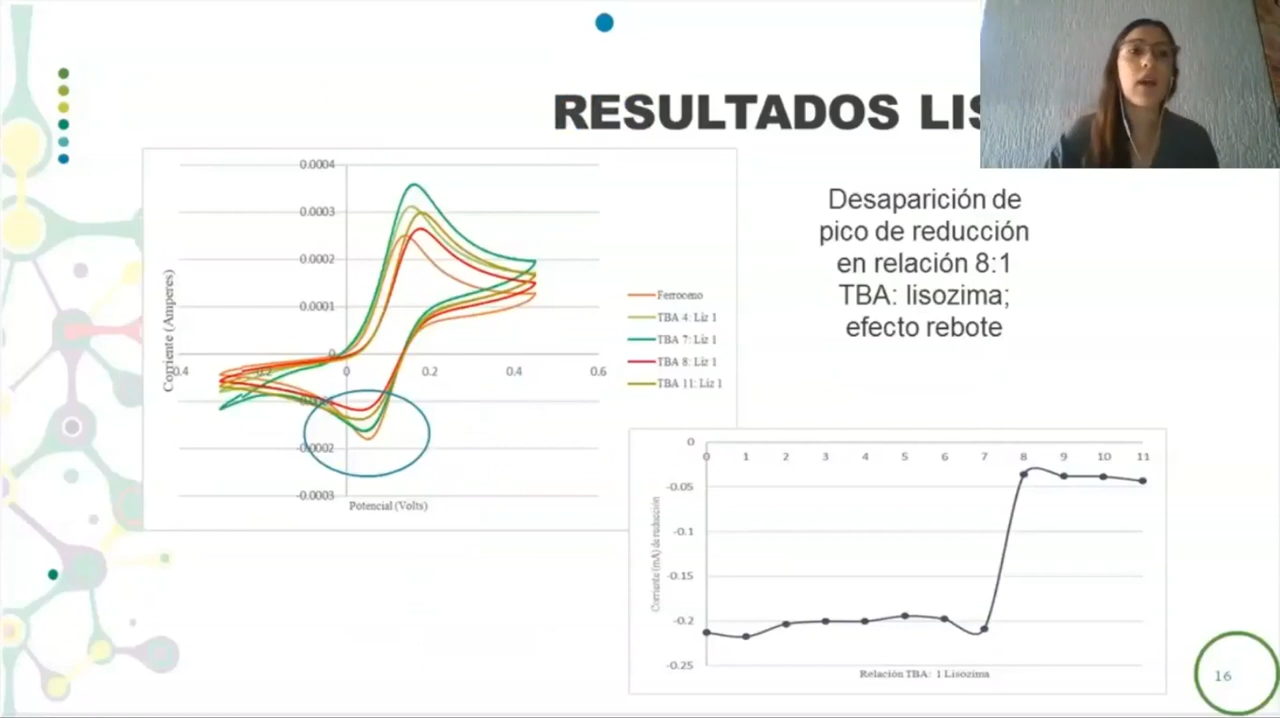 RESULTADOS LIS
Desaparición de
pico de reducción
en relación 8:1
TBA: lisozima;
efecto rebote
0.0004
0.0003
0.0002
0.0001
0
-0.0002
-0.0003
0.4
0
0.2
0.4
0.6
Corriente (Amperes)
Potencial (Volts)
Ferroceno
TBA 4: Liz 1
TBA 7: Liz 1
TBA 8: Liz 1
TBA 11: Liz 1
0
-0.05
-0.1
-0.15
-0.2
-0.25
0 1 2 3 4 5 6 7 8 9 10 11
Corriente (mA) de reducción
Relación TBA: 1 Lisozima
16